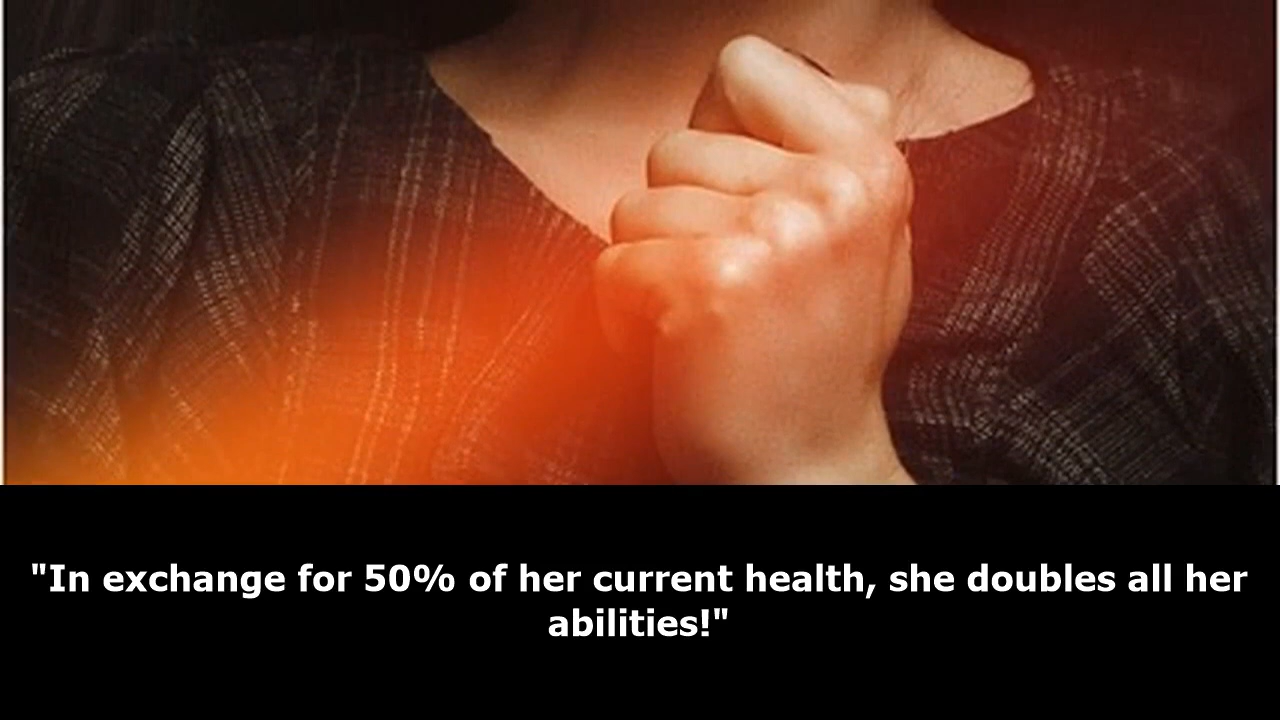 "In exchange for 50% of her current health, she doubles all her
abilities!"